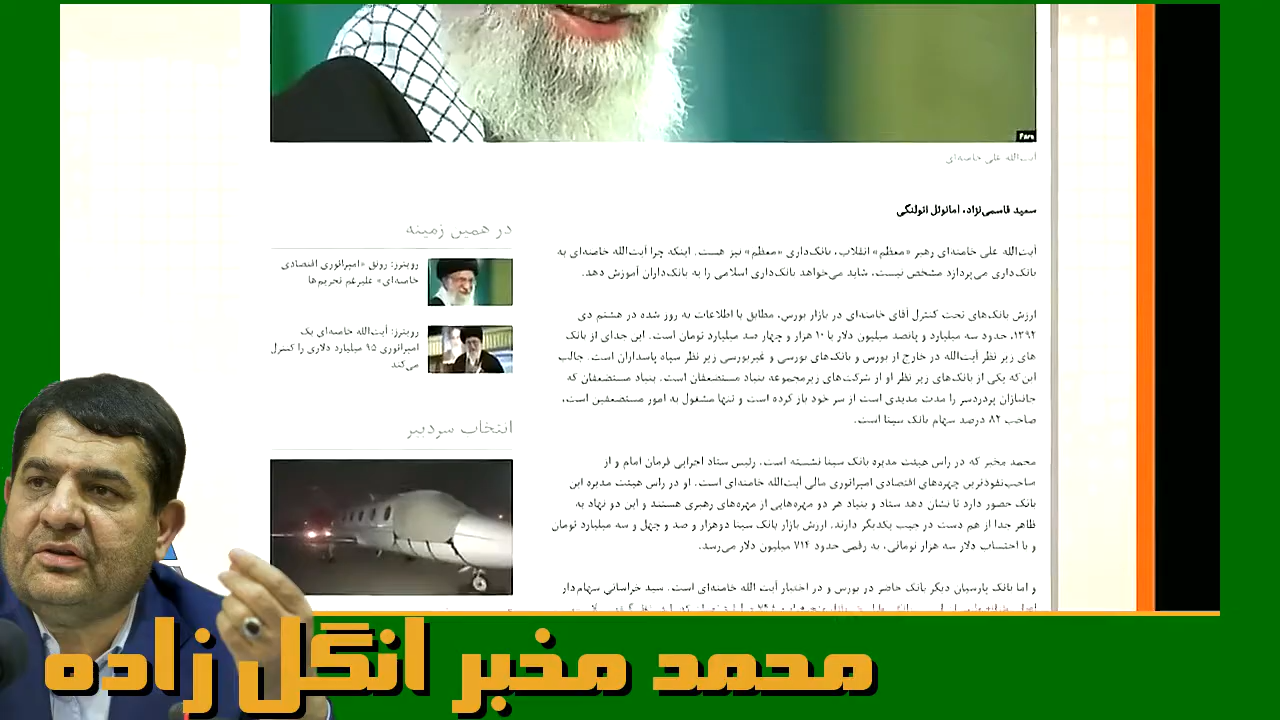 Fars
آیت‌الله علی خامنه‌ای
سعید قاسمی‌نژاد، امانوئل اتولنگی
آیت‌الله علی خامنه‌ای رهبر «معظم» انقلاب، بانک‌داری «معظم» نیز هست. اینکه چرا آیت‌الله خامنه‌ای به
بانک‌داری می‌پردازد مشخص نیست، شاید می‌خواهد بانک‌داری اسلامی را به بانک‌داران آموزش دهد.
ارزش بانک‌های تحت کنترل آقای خامنه‌ای در بازار بورس، مطابق با اطلاعات به روز شده در هشتم دی
۱۳۹۲، حدود سه میلیارد و پانصد میلیون دلار یا ۱۰ هزار و چهار صد میلیارد تومان است. این جدای از بانک
های زیر نظر آیت‌الله در خارج از بورس و بانک‌های بورسی و غیربورسی زیر نظر سپاه پاسداران است. جالب
این‌که یکی از بانک‌های زیر نظر او از شرکت‌های زیرمجموعه بنیاد مستضعفان است. بنیاد مستضعفان که
جانبازان پردردسر را مدت مدیدی است از سر خود باز کرده است و تنها مشغول به امور مستضعفین است،
صاحب ۸۲ درصد سهام بانک سینا است.
محمد مخبر که در راس هیئت مدیره بانک سینا نشسته است، رئیس ستاد اجرایی فرمان امام و از
صاحب‌نفوذترین چهره‌های اقتصادی امپراتوری مالی آیت‌الله خامنه‌ای است. او در راس هیئت مدیره این
بانک حضور دارد تا نشان دهد ستاد و بنیاد هر دو مهره‌هایی از مهره‌های رهبری هستند و این دو نهاد به
ظاهر جدا از هم دست در جیب یکدیگر دارند. ارزش بازار بانک سینا دوهزار و صد و چهل و سه میلیارد تومان
و با احتساب دلار سه هزار تومانی، به رقمی حدود ۷۱۴ میلیون دلار می‌رسد.
و اما بانک پارسیان دیگر بانک حاضر در بورس و در اختیار آیت الله خامنه‌ای است. سید خراسانی سهام‌دار
در همین زمینه
رویترز: رونق «امپراتوری اقتصادی
خامنه‌ای» علیرغم تحریم‌ها
رویترز: آیت‌الله خامنه‌ای یک
امپراتوری ۹۵ میلیارد دلاری را کنترل
می‌کند
انتخاب سردبیر
محمد مخبر انگل زاده